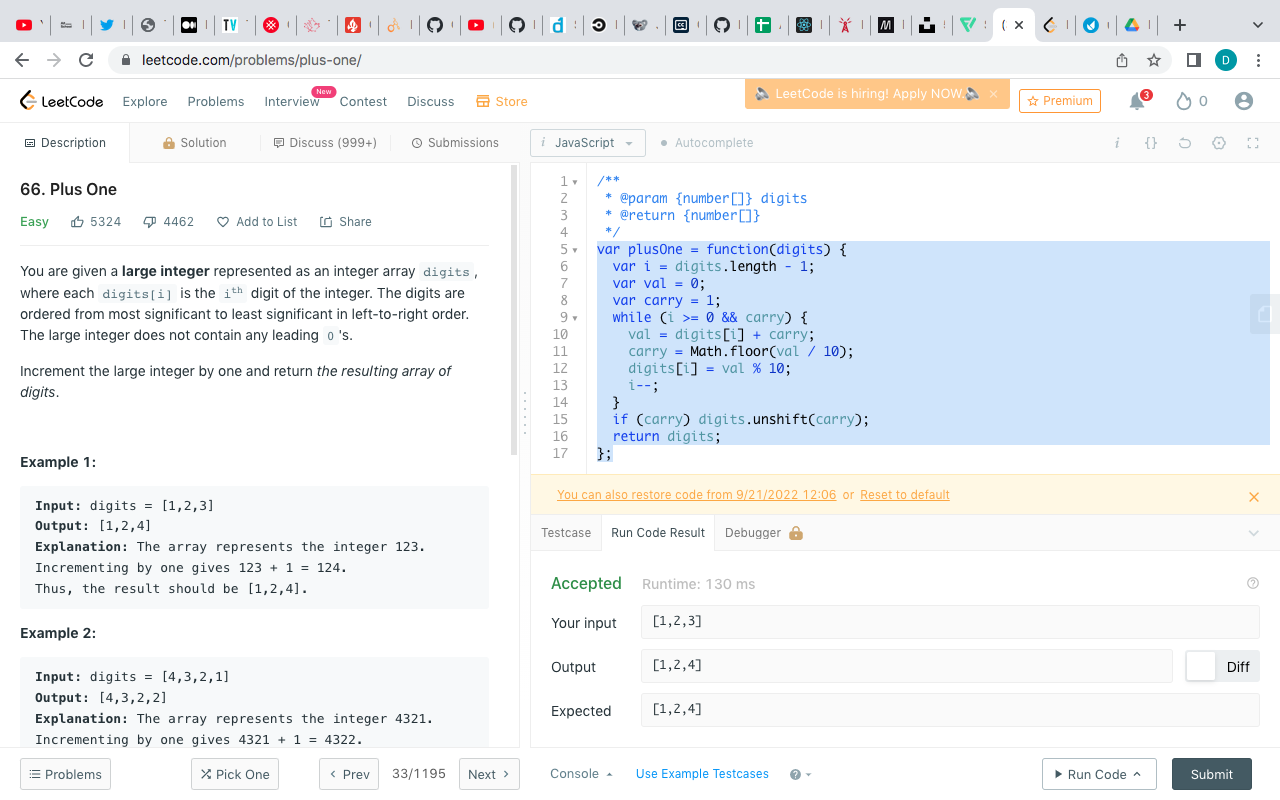 leetcode.com/problems/plus-one/
D
LeetCode
Explore
Problems
Interview
New
Contest
Discuss
Store
LeetCode is hiring! Apply NOW.
Premium
3
0
Description
Solution
Discuss (999+)
Submissions
i JavaScript
Autocomplete
66. Plus One
Easy
5324
4462
Add to List
Share
You are given a large integer represented as an integer array digits,
where each digits[i] is the ith digit of the integer. The digits are
ordered from most significant to least significant in left-to-right order.
The large integer does not contain any leading 0's.
Increment the large integer by one and return the resulting array of
digits.
Example 1:
Input: digits = [1,2,3]
Output: [1,2,4]
Explanation: The array represents the integer 123.
Incrementing by one gives 123 + 1 = 124.
Thus, the result should be [1,2,4].
Example 2:
Input: digits = [4,3,2,1]
Output: [4,3,2,2]
Explanation: The array represents the integer 4321.
Incrementing by one gives 4321 + 1 = 4322.
1 /**
2 * @param {number[]} digits
3 * @return {number[]}
4 */
5 var plusOne = function(digits) {
6 var i = digits.length - 1;
7 var val = 0;
8 var carry = 1;
9 while (i >= 0 && carry) {
10 val = digits[i] + carry;
11 carry = Math.floor(val / 10);
12 digits[i] = val % 10;
13 i--;
14 }
15 if (carry) digits.unshift(carry);
16 return digits;
17 };
You can also restore code from 9/21/2022 12:06 or Reset to default
Testcase
Run Code Result
Debugger
Accepted
Runtime: 130 ms
Your input
[1,2,3]
Output
[1,2,4]
Diff
Expected
[1,2,4]
Problems
Pick One
Prev
33/1195
Next
Console
Use Example Testcases
Run Code
Submit